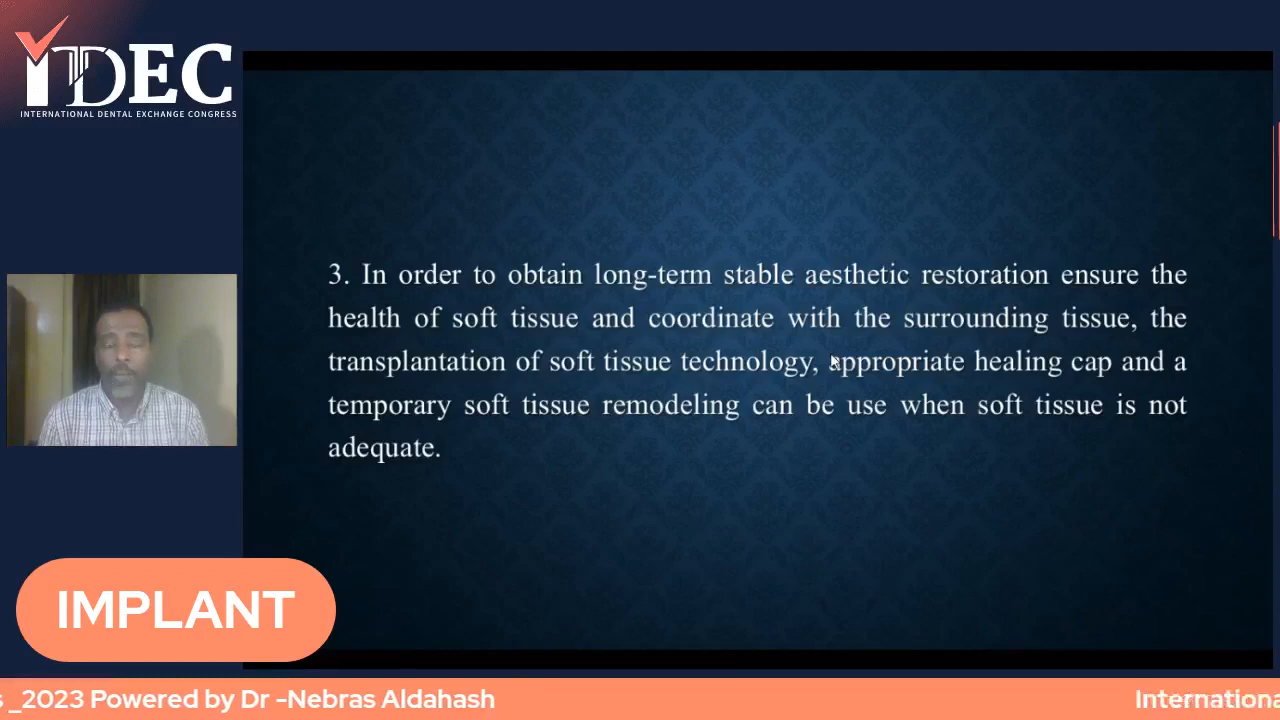 IDEC
INTERNATIONAL DENTAL EXCHANGE CONGRESS
3. In order to obtain long-term stable aesthetic restoration ensure the
health of soft tissue and coordinate with the surrounding tissue, the
transplantation of soft tissue technology, appropriate healing cap and a
temporary soft tissue remodeling can be use when soft tissue is not
adequate.
IMPLANT
_2023 Powered by Dr -Nebras Aldahash